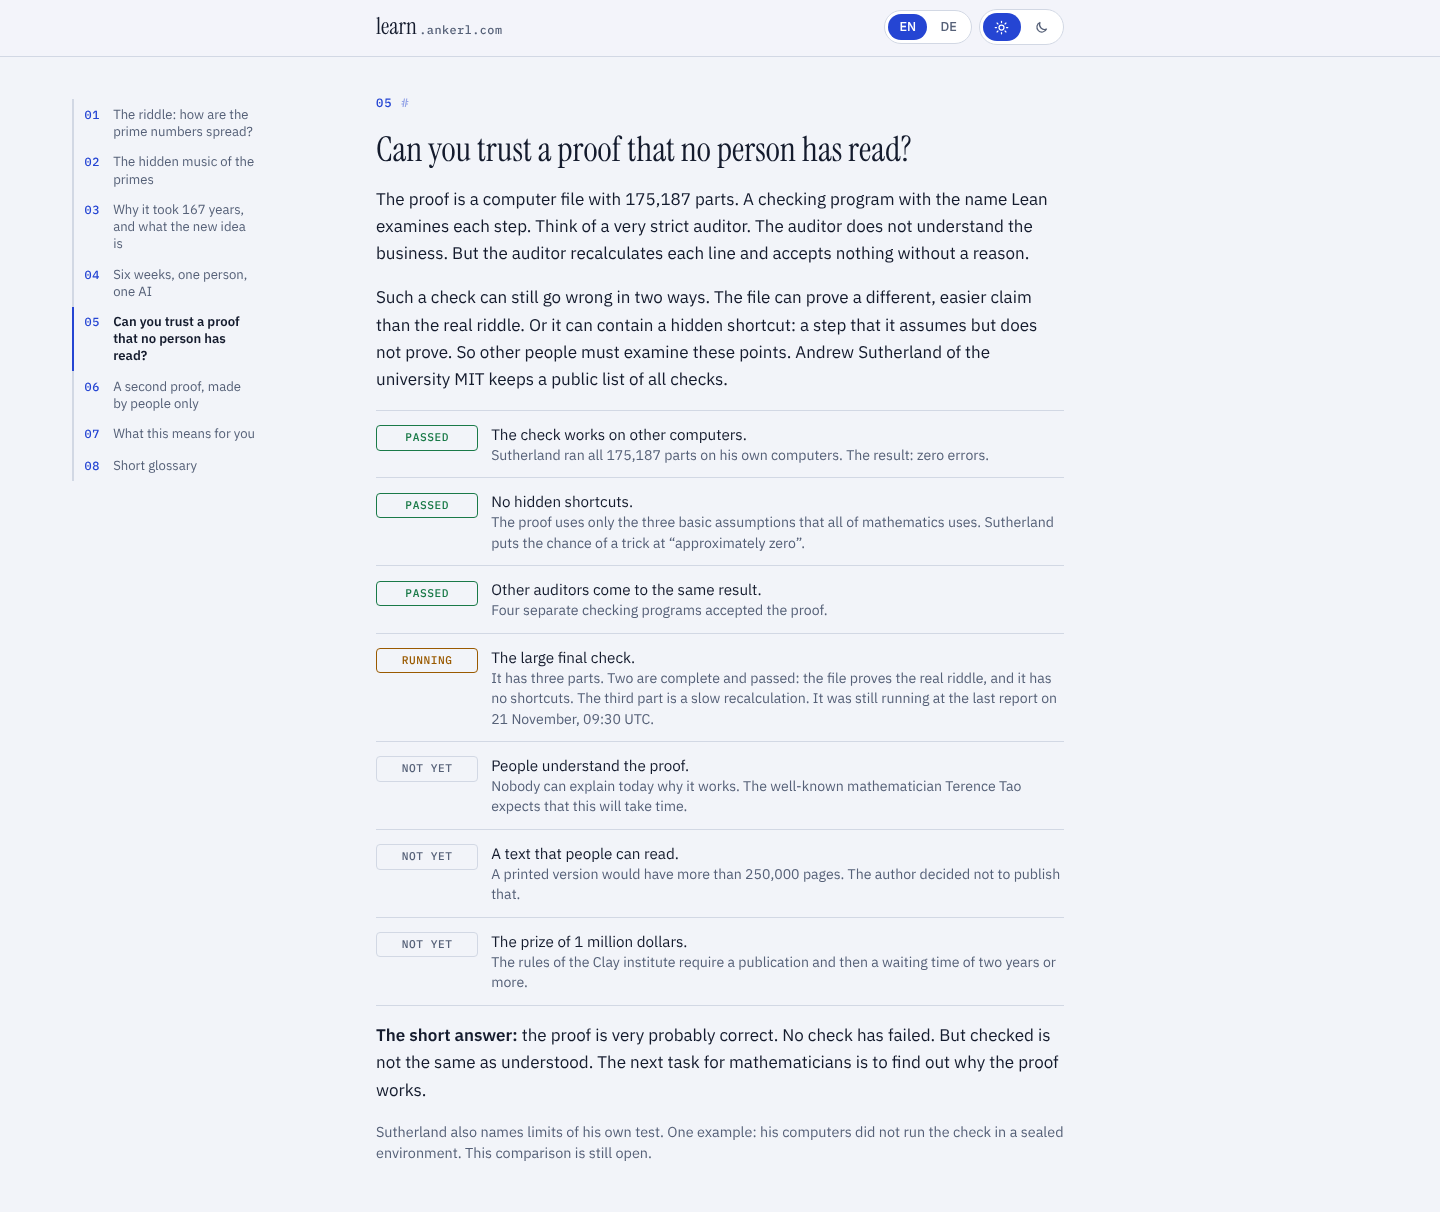 learn.ankerl.com
EN DE
01 The riddle: how are the
prime numbers spread?
02 The hidden music of the
primes
03 Why it took 167 years,
and what the new idea
is
04 Six weeks, one person,
one AI
05 Can you trust a proof
that no person has
read?
06 A second proof, made
by people only
07 What this means for you
08 Short glossary
05 #
Can you trust a proof that no person has read?
The proof is a computer file with 175,187 parts. A checking program with the name Lean
examines each step. Think of a very strict auditor. The auditor does not understand the
business. But the auditor recalculates each line and accepts nothing without a reason.
Such a check can still go wrong in two ways. The file can prove a different, easier claim
than the real riddle. Or it can contain a hidden shortcut: a step that it assumes but does
not prove. So other people must examine these points. Andrew Sutherland of the
university MIT keeps a public list of all checks.
PASSED The check works on other computers.
Sutherland ran all 175,187 parts on his own computers. The result: zero errors.
PASSED No hidden shortcuts.
The proof uses only the three basic assumptions that all of mathematics uses. Sutherland
puts the chance of a trick at “approximately zero”.
PASSED Other auditors come to the same result.
Four separate checking programs accepted the proof.
RUNNING The large final check.
It has three parts. Two are complete and passed: the file proves the real riddle, and it has
no shortcuts. The third part is a slow recalculation. It was still running at the last report on
21 November, 09:30 UTC.
NOT YET People understand the proof.
Nobody can explain today why it works. The well-known mathematician Terence Tao
expects that this will take time.
NOT YET A text that people can read.
A printed version would have more than 250,000 pages. The author decided not to publish
that.
NOT YET The prize of 1 million dollars.
The rules of the Clay institute require a publication and then a waiting time of two years or
more.
The short answer: the proof is very probably correct. No check has failed. But checked is
not the same as understood. The next task for mathematicians is to find out why the proof
works.
Sutherland also names limits of his own test. One example: his computers did not run the check in a sealed
environment. This comparison is still open.